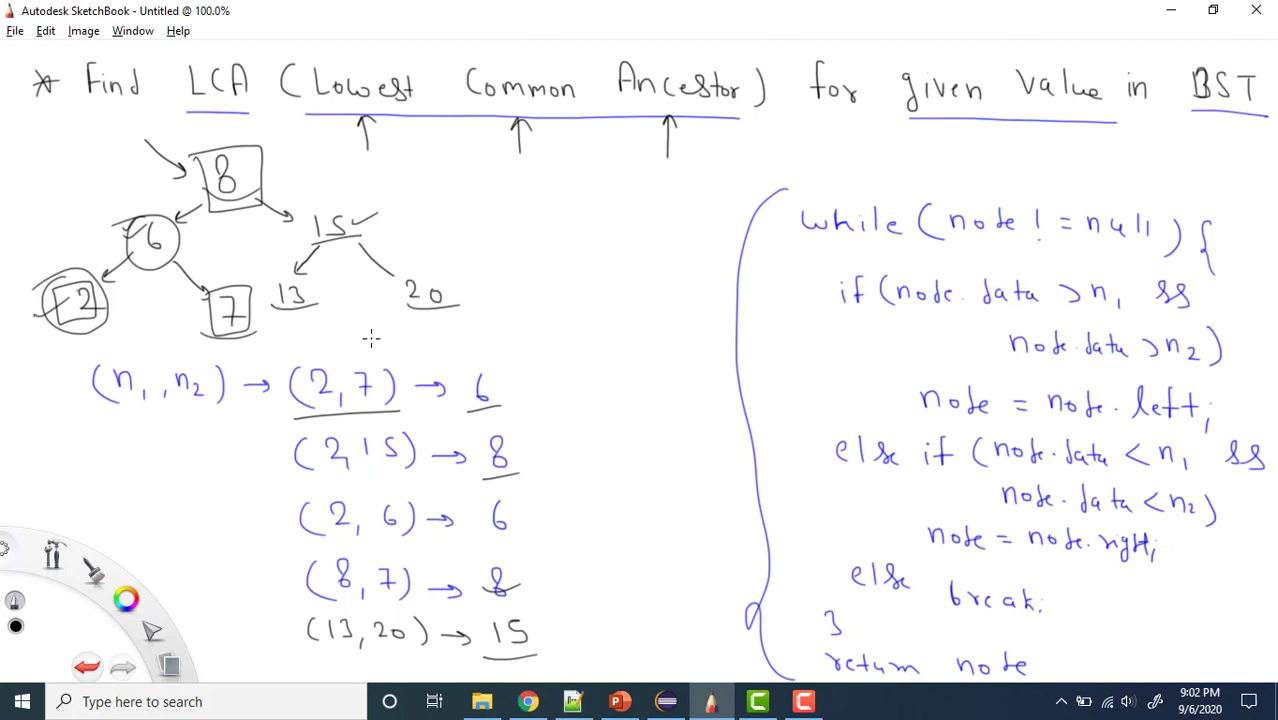 Autodesk SketchBook - Untitled @ 100.0%
File Edit Image Window Help
* Find LCA (Lowest Common Ancestor) for given value in BST
8
6
15
2
7
13
20
(n1, n2) → (2, 7) → 6
(2, 15) → 8
(2, 6) → 6
(8, 7) → 8
(13, 20) → 15
while (node != null) {
if (node.data > n1 &&
node.data > n2)
node = node.left;
else if (node.data < n1 &&
node.data < n2)
node = node.right;
else
break;
}
return node
Type here to search
9:02 PM
9/6/2020